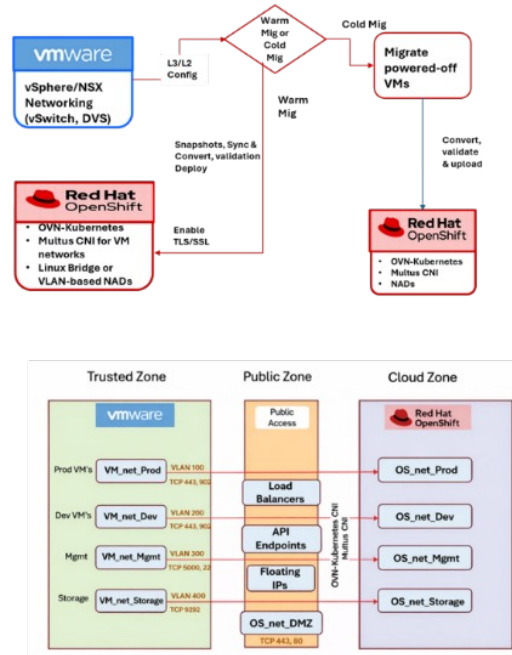 vmware
vSphere/NSX
Networking
(vSwitch, DVS)
L3/L2
Config
Warm
Mig or
Cold
Mig
Cold Mig
Migrate
powered-off
VMs
Warm
Mig
Snapshots, Sync &
Convert, validation
Deploy
Convert,
validate
& upload
Red Hat
OpenShift
• OVN-Kubernetes
• Multus CNI for VM
networks
• Linux Bridge or
VLAN-based NADs
Enable
TLS/SSL
Red Hat
OpenShift
• OVN-Kubernetes
• Multus CNI
• NADs
Trusted Zone
Public Zone
Cloud Zone
vmware
Public
Access
Red Hat
OpenShift
Prod VM's
VM_net_Prod
VLAN 100
TCP 443, 902
OS_net_Prod
Load
Balancers
Dev VM's
VM_net_Dev
VLAN 200
TCP 443, 902
OS_net_Dev
API
Endpoints
Mgmt
VM_net_Mgmt
VLAN 300
TCP 5000, 22
OS_net_Mgmt
Floating
IPs
Storage
VM_net_Storage
VLAN 400
TCP 9292
OS_net_Storage
OS_net_DMZ
TCP 443, 80
OVN-Kubernetes CNI
Multus CNI